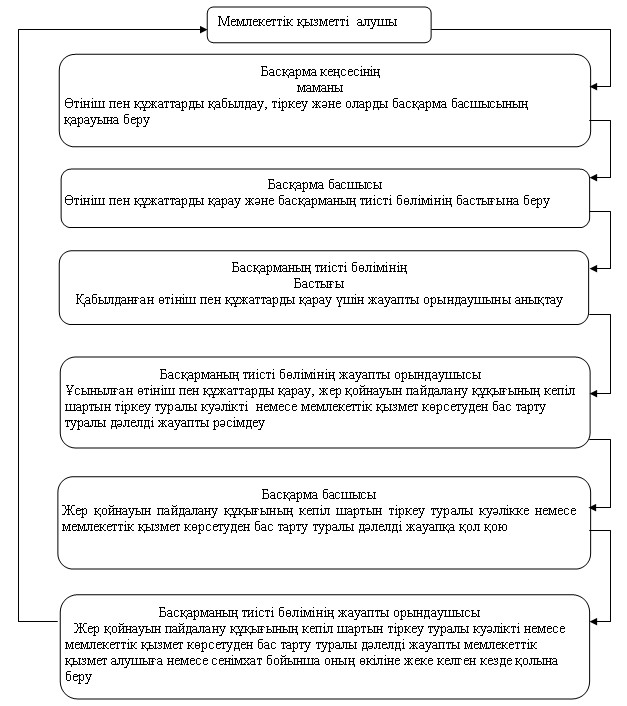 Мемлекеттік қызметті алушы
Басқарма кеңсесінің
маманы
Өтініш пен құжаттарды қабылдау, тіркеу және оларды басқарма басшысының
қарауына беру
Басқарма басшысы
Өтініш пен құжаттарды қарау және басқарманың тиісті бөлімінің бастығына беру
Басқарманың тиісті бөлімінің
Бастығы
Қабылданған өтініш пен құжаттарды қарау үшін жауапты орындаушыны анықтау
Басқарманың тиісті бөлімінің жауапты орындаушысы
Ұсынылған өтініш пен құжаттарды қарау, жер қойнауын пайдалану құқығының кепіл
шартын тіркеу туралы куәлікті немесе мемлекеттік қызмет көрсетуден бас тарту
туралы дәлелді жауапты рәсімдеу
Басқарма басшысы
Жер қойнауын пайдалану құқығының кепіл шартын тіркеу туралы куәлікке немесе
мемлекеттік қызмет көрсетуден бас тарту туралы дәлелді жауапқа қол қою
Басқарманың тиісті бөлімінің жауапты орындаушысы
Жер қойнауын пайдалану құқығының кепіл шартын тіркеу туралы куәлікті немесе
мемлекеттік қызмет көрсетуден бас тарту туралы дәлелді жауапты мемлекеттік
қызмет алушыға немесе сенімхат бойынша оның өкіліне жеке келген кезде қолына
беру